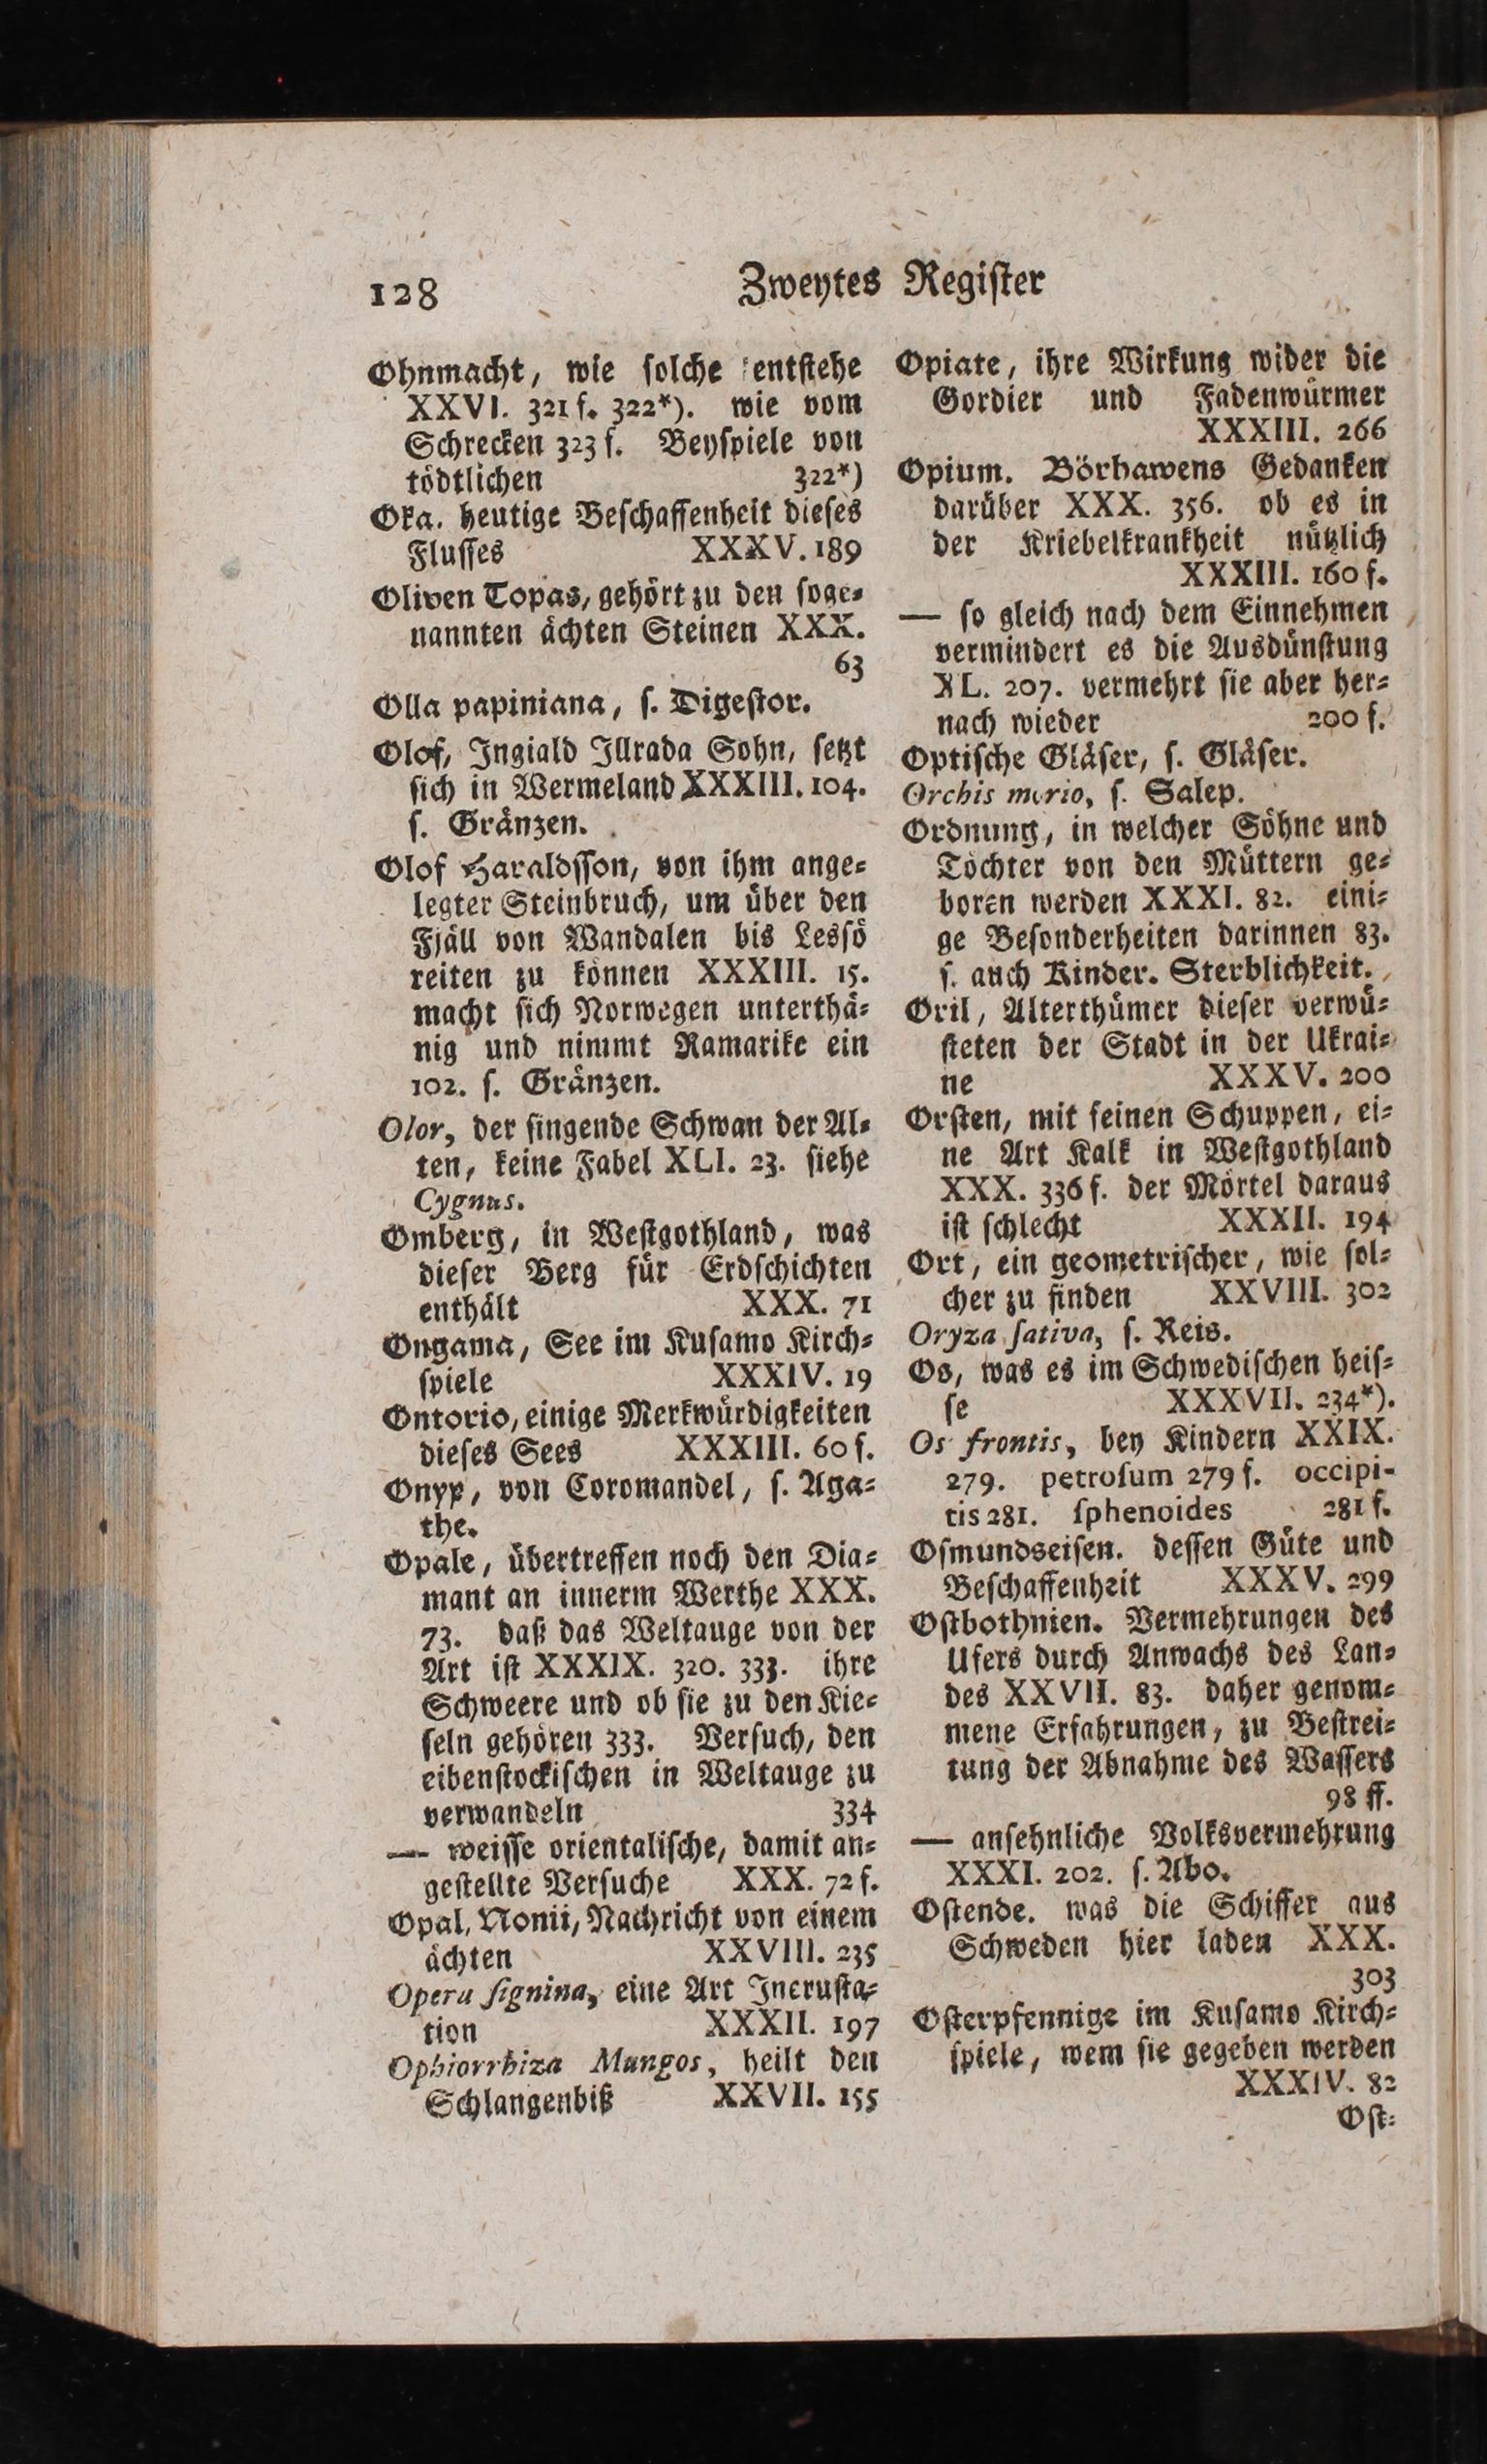 128
Zweytes Regiſter
Ohnmacht, wie ſolche entſtehe
XXVI. 321 f. 322*). wie vom
Schrecken 323 f. Beyſpiele von
tödtlichen 322*)
Oka. heutige Beſchaffenheit dieſes
Fluſſes XXXV. 189
Oliven Topas, gehört zu den ſoge-
nannten ächten Steinen XXX.
63
Olla papiniana, ſ. Digeſtor.
Olof, Ingiald Illrada Sohn, ſetzt
ſich in Wermeland XXXIII. 104.
ſ. Gränzen.
Olof Haraldſſon, von ihm ange-
legter Steinbruch, um über den
Fjäll von Wandalen bis Lesſö
reiten zu können XXXIII. 15.
macht ſich Norwegen unterthä-
nig und nimmt Ramarike ein
102. ſ. Gränzen.
Olor, der ſingende Schwan der Al-
ten, keine Fabel XLI. 23. ſiehe
Cygnus.
Omberg, in Weſtgothland, was
dieſer Berg für Erdſchichten
enthält XXX. 71
Ongama, See im Kuſamo Kirch-
ſpiele XXXIV. 19
Ontorio, einige Merkwürdigkeiten
dieſes Sees XXXIII. 60 f.
Onyx, von Coromandel, ſ. Aga-
the.
Opale, übertreffen noch den Dia-
mant an innerm Werthe XXX.
73. daß das Weltauge von der
Art iſt XXXIX. 320. 333. ihre
Schweere und ob ſie zu den Kie-
ſeln gehören 333. Verſuch, den
eibenſtockiſchen in Weltauge zu
verwandeln 334
— weiſſe orientaliſche, damit an-
geſtellte Verſuche XXX. 72 f.
Opal, Nonii, Nachricht von einem
ächten XXVIII. 235
Opera ſignina, eine Art Incruſta-
tion XXXII. 197
Ophiorrhiza Mungos, heilt den
Schlangenbiß XXVII. 155
Opiate, ihre Wirkung wider die
Gordier und Fadenwürmer
XXXIII. 266
Opium. Börhawens Gedanken
darüber XXX. 356. ob es in
der Kriebelkrankheit nützlich
XXXIII. 160 f.
— ſo gleich nach dem Einnehmen
vermindert es die Ausdünſtung
XL. 207. vermehrt ſie aber her-
nach wieder 200 f.
Optiſche Gläſer, ſ. Gläſer.
Orchis morio, ſ. Salep.
Ordnung, in welcher Söhne und
Töchter von den Müttern ge-
boren werden XXXI. 82. eini-
ge Beſonderheiten darinnen 83.
ſ. auch Kinder. Sterblichkeit.
Oril, Alterthümer dieſer verwü-
ſteten der Stadt in der Ukrai-
ne XXXV. 200
Orſten, mit ſeinen Schuppen, ei-
ne Art Kalk in Weſtgothland
XXX. 336 f. der Mörtel daraus
iſt ſchlecht XXXII. 194
Ort, ein geometriſcher, wie ſol-
cher zu finden XXVIII. 302
Oryza ſativa, ſ. Reis.
Os, was es im Schwediſchen heiſ-
ſe XXXVII. 234*).
Os frontis, bey Kindern XXIX.
279. petroſum 279 f. occipi-
tis 281. ſphenoides 281 f.
Oſmundseiſen. deſſen Güte und
Beſchaffenheit XXXV. 299
Oſtbothnien. Vermehrungen des
Ufers durch Anwachs des Lan-
des XXVII. 83. daher genom-
mene Erfahrungen, zu Beſtrei-
tung der Abnahme des Waſſers
98 ff.
— anſehnliche Volksvermehrung
XXXI. 202. ſ. Abo.
Oſtende. was die Schiffer aus
Schweden hier laden XXX.
303
Oſterpfennige im Kuſamo Kirch-
ſpiele, wem ſie gegeben werden
XXXIV. 82
Oſt-